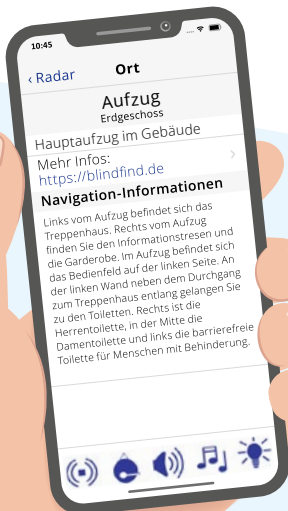 10:45
‹ Radar
Ort
Aufzug
Erdgeschoss
Hauptaufzug im Gebäude
Mehr Infos:
https://blindfind.de
Navigation-Informationen
Links vom Aufzug befindet sich das
Treppenhaus. Rechts vom Aufzug
finden Sie den Informationstresen und
die Garderobe. Im Aufzug befindet sich
das Bedienfeld auf der linken Seite. An
der linken Wand neben dem Durchgang
zum Treppenhaus entlang gelangen Sie
zu den Toiletten. Rechts ist die
Herrentoilette, in der Mitte die
Damentoilette und links die barrierefreie
Toilette für Menschen mit Behinderung.